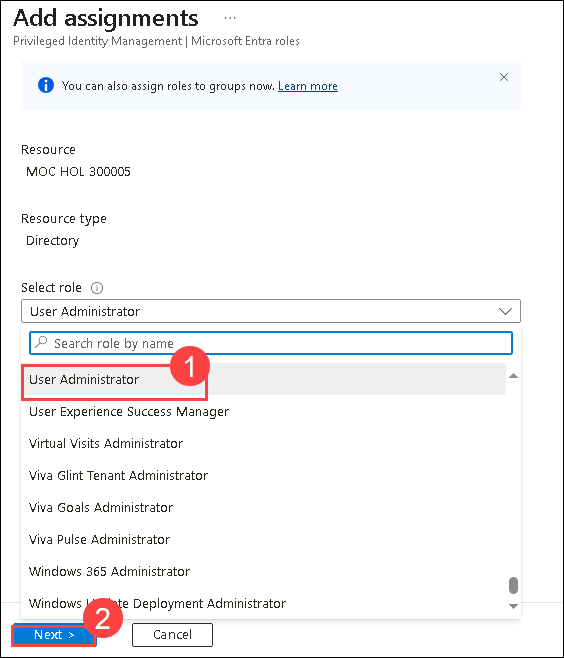 Add assignments ...
Privileged Identity Management | Microsoft Entra roles
You can also assign roles to groups now. Learn more
Resource
MOC HOL 300005
Resource type
Directory
Select role
User Administrator
Search role by name
1
User Administrator
User Experience Success Manager
Virtual Visits Administrator
Viva Glint Tenant Administrator
Viva Goals Administrator
Viva Pulse Administrator
Windows 365 Administrator
Windows Update Deployment Administrator
2
Next >
Cancel